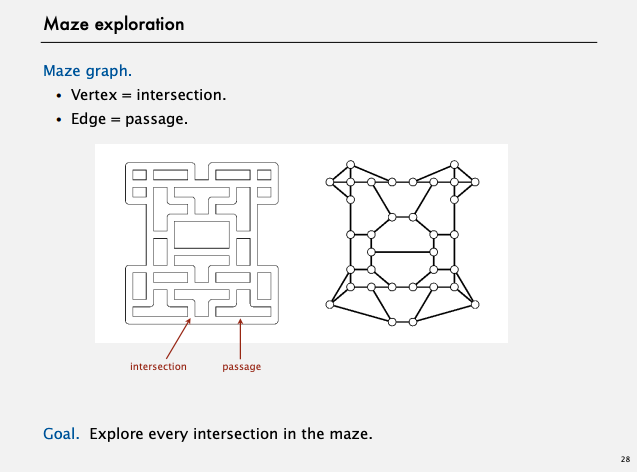 Maze exploration
Maze graph.
• Vertex = intersection.
• Edge = passage.
intersection
passage
Goal. Explore every intersection in the maze.
28